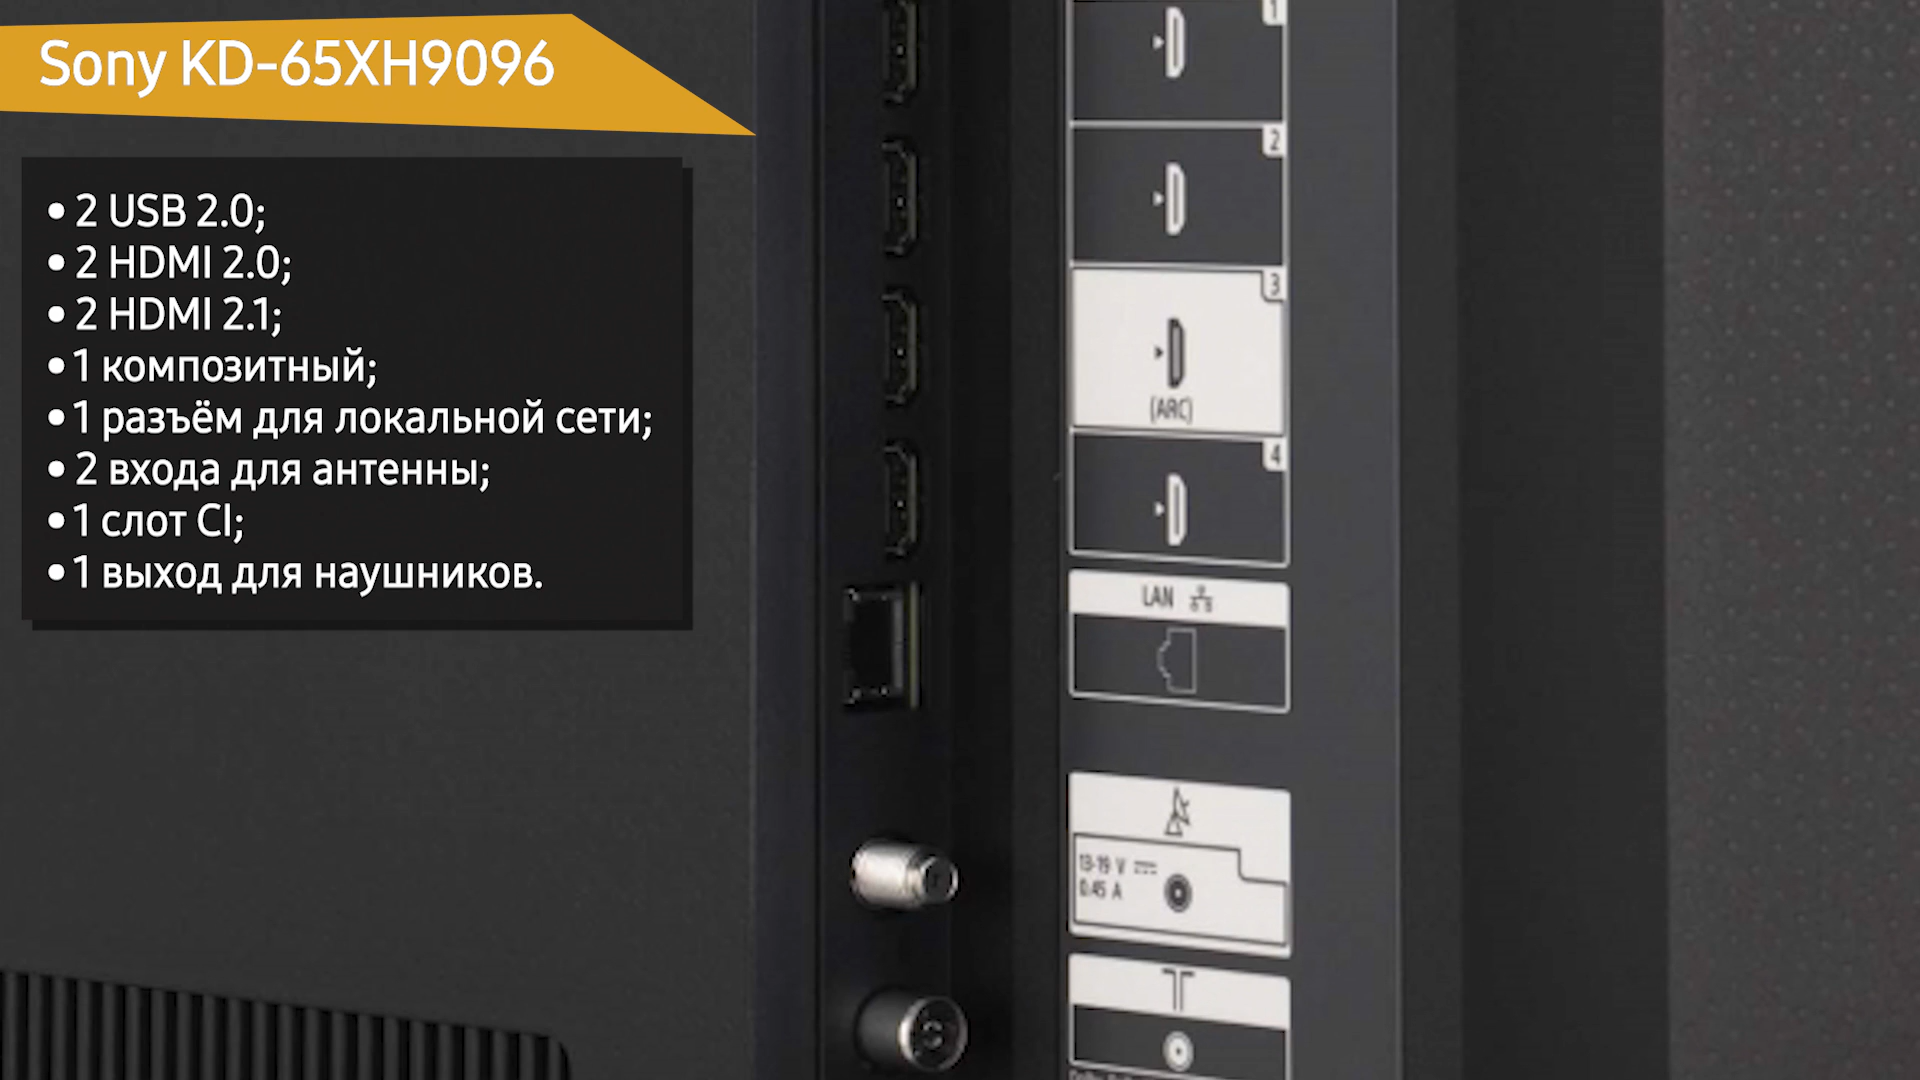 Sony KD-65XH9096
• 2 USB 2.0;
• 2 HDMI 2.0;
• 2 HDMI 2.1;
• 1 композитный;
• 1 разъём для локальной сети;
• 2 входа для антенны;
• 1 слот CI;
• 1 выход для наушников.
1
2
3
(ARC)
4
LAN
13-19 V
0.45 A